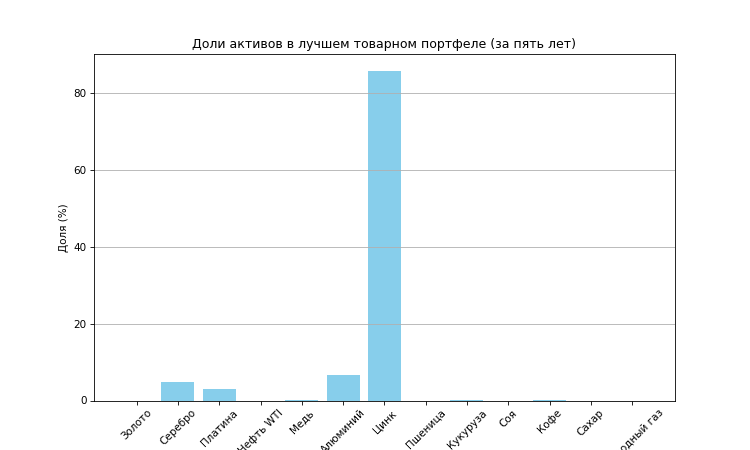 Доли активов в лучшем товарном портфеле (за пять лет)
Доля (%)
80
60
40
20
0
Золото
Серебро
Платина
Нефть WTI
Медь
Алюминий
Цинк
Пшеница
Кукуруза
Соя
Кофе
Сахар
одный газ